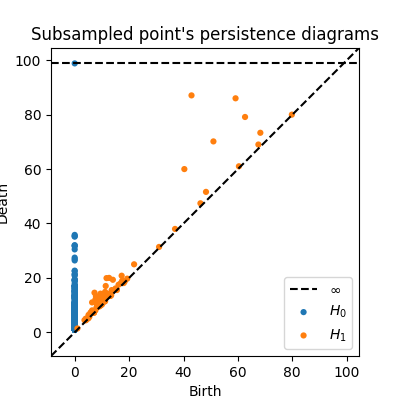 Subsampled point's persistence diagrams
100
80
60
40
20
0
Death
∞
H₀
H₁
0 20 40 60 80 100
Birth